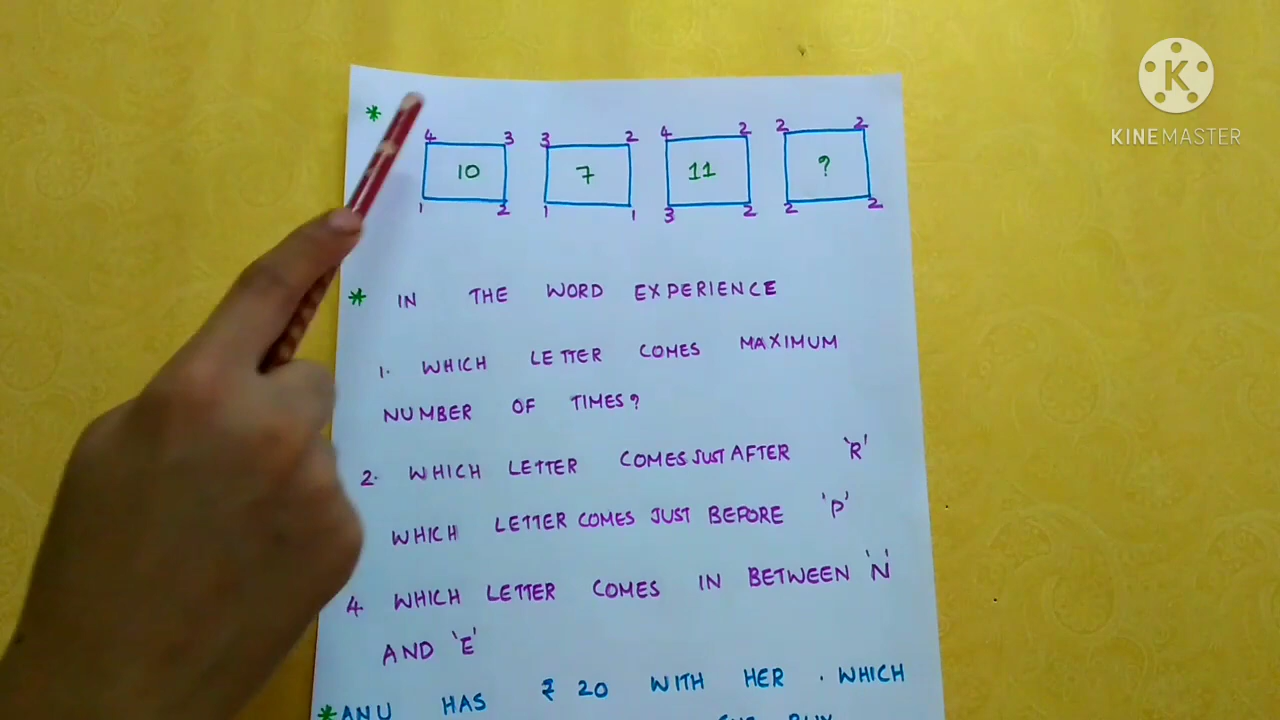 KINEMASTER
*
4 3 3 2 4 2 2 2
10 7 11 ?
1 2 1 1 3 2 2 2
* IN THE WORD EXPERIENCE
1. WHICH LETTER COMES MAXIMUM
NUMBER OF TIMES?
2. WHICH LETTER COMES JUST AFTER 'R'
WHICH LETTER COMES JUST BEFORE 'P'
4 WHICH LETTER COMES IN BETWEEN 'N'
AND 'E'
* ANU HAS ₹ 20 WITH HER . WHICH